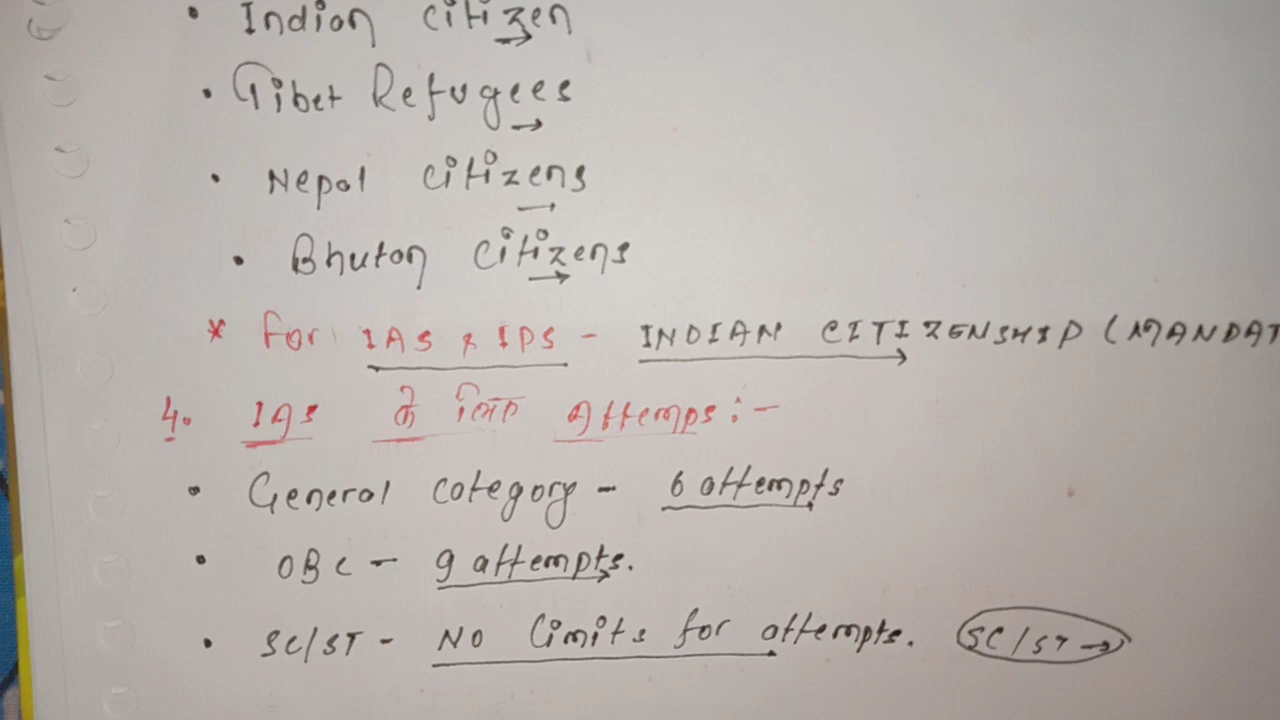 • Indian citizen
• Tibet Refugees
• Nepal citizens
• Bhutan citizens
* For IAS & IPS - INDIAN CITIZENSHIP (MANDAT
4. IAS के लिए Attemps :-
• General category - 6 attempts
• OBC - 9 attempts.
• SC/ST - No limits for attempts. SC/ST →